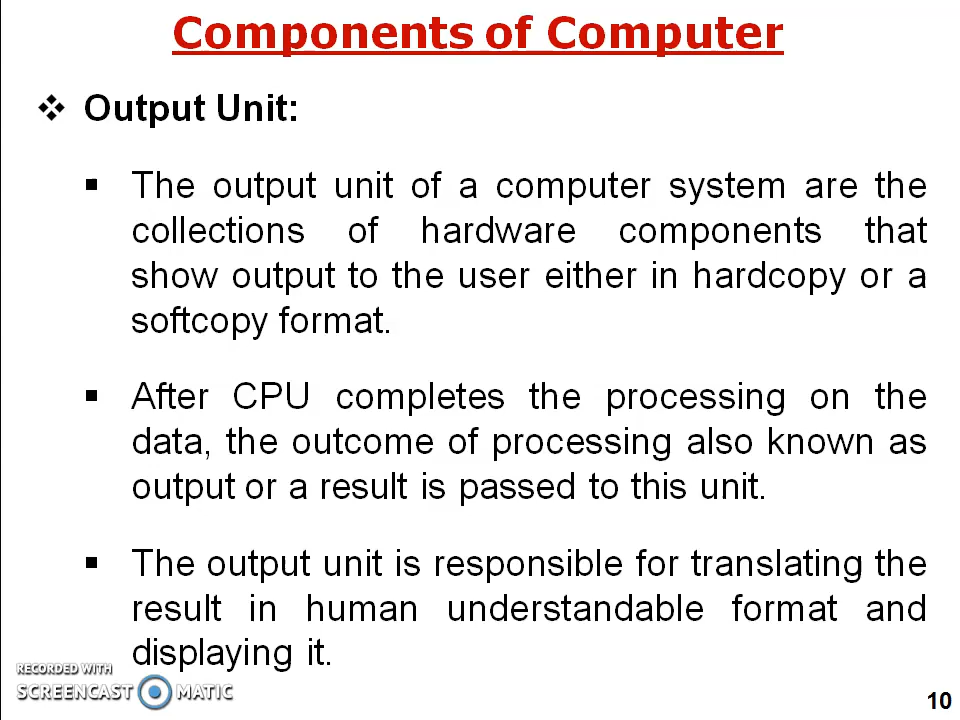 Components of Computer
Output Unit:
The output unit of a computer system are the
collections of hardware components that
show output to the user either in hardcopy or a
softcopy format.
After CPU completes the processing on the
data, the outcome of processing also known as
output or a result is passed to this unit.
The output unit is responsible for translating the
result in human understandable format and
displaying it.
RECORDED WITH
SCREENCAST MATIC
10